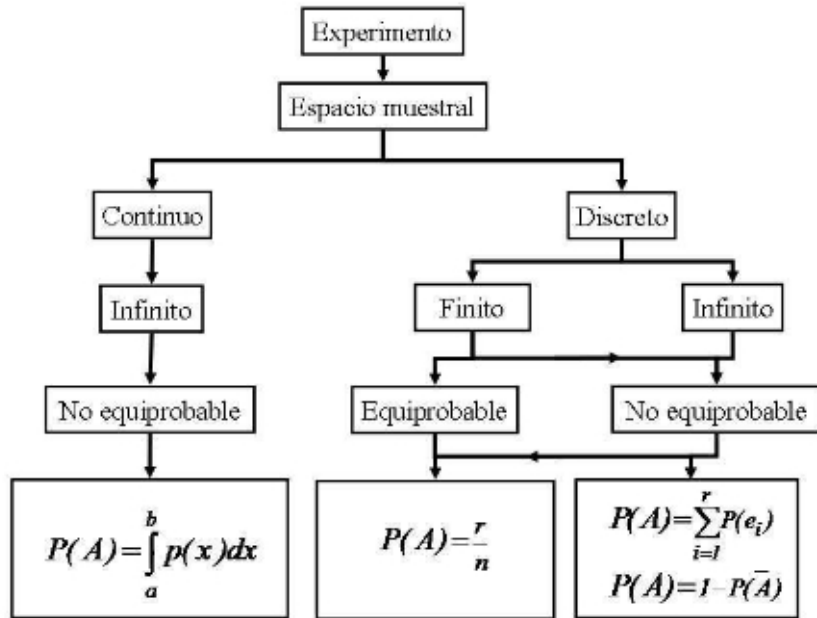 Experimento
Espacio muestral
Continuo
Discreto
Infinito
Finito
Infinito
No equiprobable
Equiprobable
No equiprobable
P(A)=∫_a^b p(x)dx
P(A)=r/n
P(A)=∑_{i=1}^r P(e_i)
P(A)=1-P(A̅)